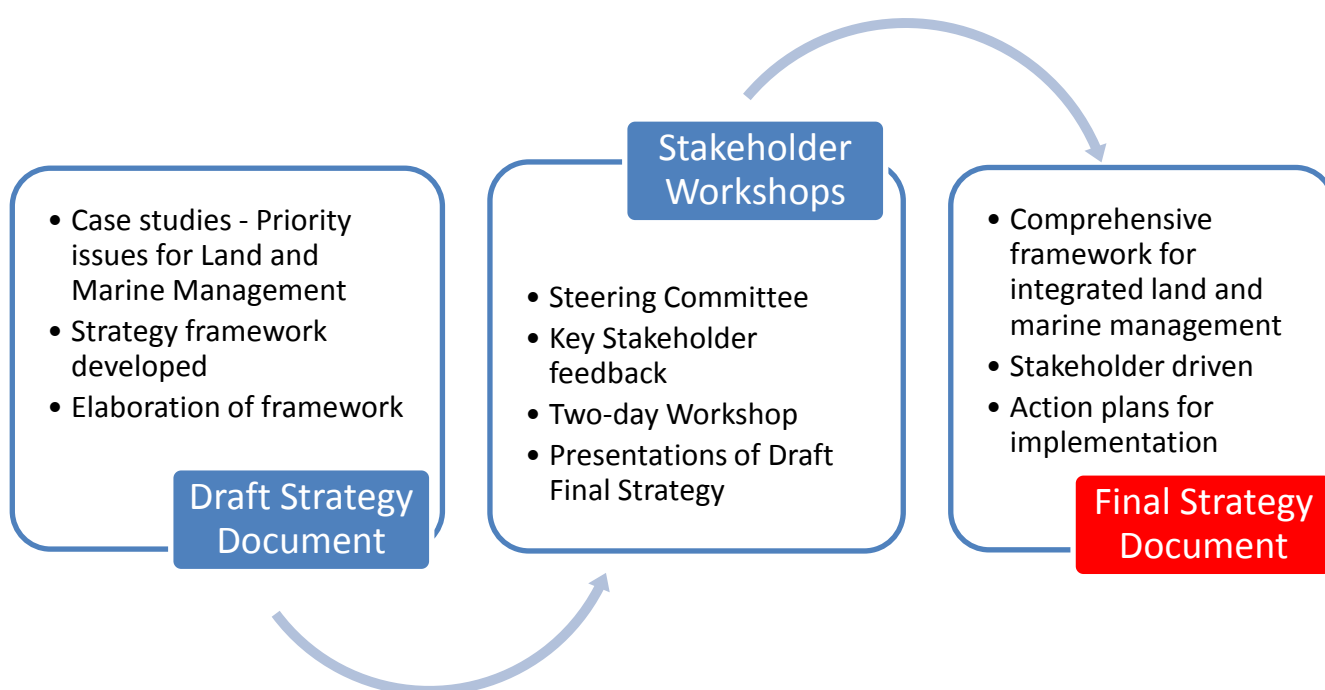 • Case studies - Priority
issues for Land and
Marine Management
• Strategy framework
developed
• Elaboration of framework
Draft Strategy
Document
Stakeholder
Workshops
• Steering Committee
• Key Stakeholder
feedback
• Two-day Workshop
• Presentations of Draft
Final Strategy
• Comprehensive
framework for
integrated land and
marine management
• Stakeholder driven
• Action plans for
implementation
Final Strategy
Document